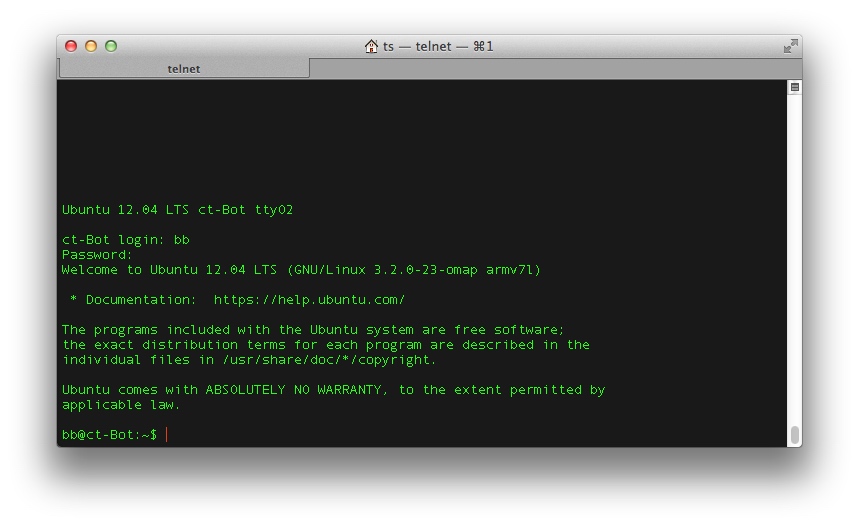 ts — telnet — ⌘1
telnet
Ubuntu 12.04 LTS ct-Bot tty02
ct-Bot login: bb
Password:
Welcome to Ubuntu 12.04 LTS (GNU/Linux 3.2.0-23-omap armv7l)
 * Documentation:  https://help.ubuntu.com/
The programs included with the Ubuntu system are free software;
the exact distribution terms for each program are described in the
individual files in /usr/share/doc/*/copyright.
Ubuntu comes with ABSOLUTELY NO WARRANTY, to the extent permitted by
applicable law.
bb@ct-Bot:~$